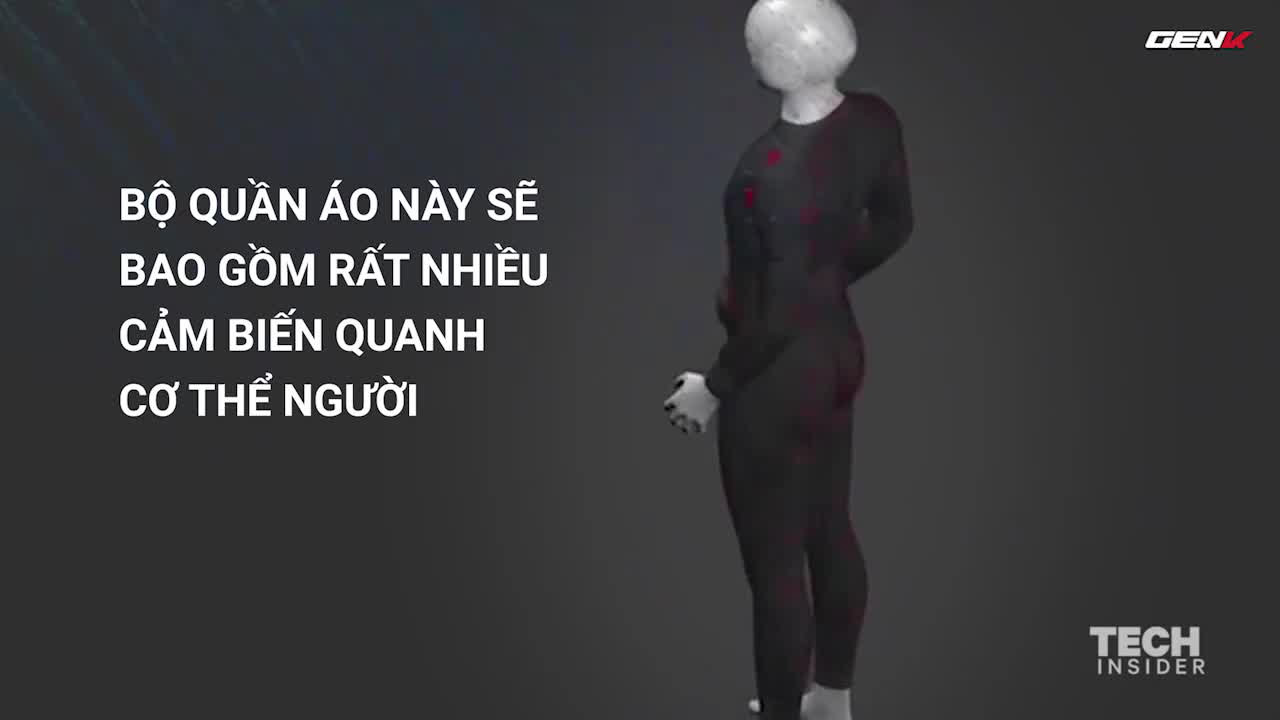 GENK
BỘ QUẦN ÁO NÀY SẼ
BAO GỒM RẤT NHIỀU
CẢM BIẾN QUANH
CƠ THỂ NGƯỜI
TECH
INSIDER